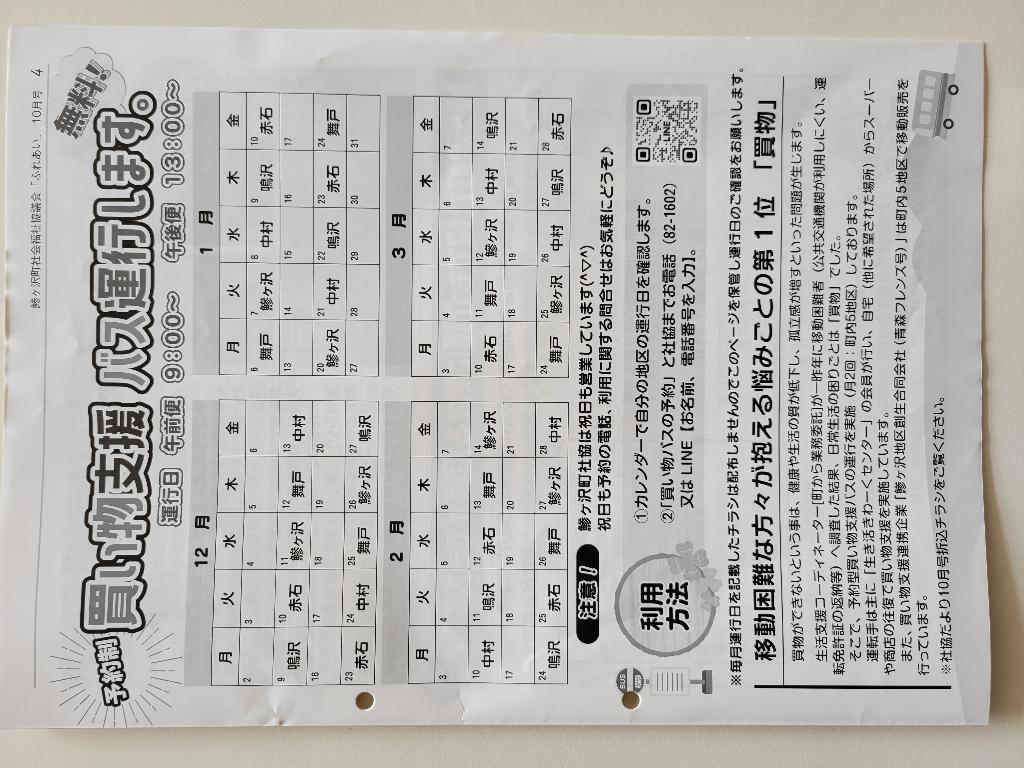 鰺ヶ沢町社会福祉協議会「ふれあい」10月号 4
予約制 無料!!
買い物支援 バス運行します。
運行日 午前便 9:00～ 午後便 13:00～
12 月
月 火 水 木 金
2 3 4 5 6
9 鳴沢 10 赤石 11 鰺ヶ沢 12 舞戸 13 中村
16 17 18 19 20
23 赤石 24 中村 25 舞戸 26 鰺ヶ沢 27 鳴沢
1 月
月 火 水 木 金
6 舞戸 7 鰺ヶ沢 8 中村 9 鳴沢 10 赤石
13 14 15 16 17
20 鰺ヶ沢 21 中村 22 鳴沢 23 赤石 24 舞戸
27 28 29 30 31
2 月
月 火 水 木 金
3 4 5 6 7
10 中村 11 鳴沢 12 赤石 13 舞戸 14 鰺ヶ沢
17 18 19 20 21
24 鳴沢 25 赤石 26 舞戸 27 鰺ヶ沢 28 中村
3 月
月 火 水 木 金
3 4 5 6 7
10 赤石 11 舞戸 12 鰺ヶ沢 13 中村 14 鳴沢
17 18 19 20 21
24 舞戸 25 鰺ヶ沢 26 中村 27 鳴沢 28 赤石
注意!
鰺ヶ沢町社協は祝日も営業しています(^▽^)
祝日も予約の電話、利用に関する問合せはお気軽にどうぞ♪
BUS
利用
方法
①カレンダーで自分の地区の運行日を確認します。
②「買い物バスの予約」と社協までお電話（82-1602）
又は LINE【お名前、電話番号を入力】。
LINE
※毎月運行日を記載したチラシは配布しませんのでこのページを保管し運行日のご確認をお願いします。
移動困難な方々が抱える悩みごとの第 1 位 「買物」
買物ができないという事は、健康や生活の質が低下し、孤立感が増すといった問題が生じます。
生活支援コーディネーター[町から業務委託]が一昨年に移動困難者（公共交通機関が利用しにくい、運
転免許証の返納等）へ調査した結果、日常生活の困りごとは「買物」でした。
そこで、予約型買い物支援バスの運行を実施（月2回：町内5地区）しております。
運転手は主に「生き活きわーくセンター」の会員が行い、自宅（他に希望された場所）からスーパー
や商店の往復で買い物支援を実施しています。
また、買い物支援連携企業「鰺ヶ沢地区創生合同会社（青森フレンズ号）」は町内5地区で移動販売を
行っています。
※社協だより10月号折込チラシをご覧ください。